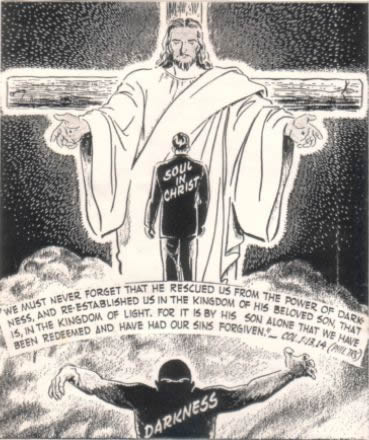 SOUL
IN
CHRIST
"WE MUST NEVER FORGET THAT HE RESCUED US FROM THE POWER OF DARK-
NESS, AND RE-ESTABLISHED US IN THE KINGDOM OF HIS BELOVED SON, THAT
IS, IN THE KINGDOM OF LIGHT. FOR IT IS BY HIS SON ALONE THAT WE HAVE
BEEN REDEEMED AND HAVE HAD OUR SINS FORGIVEN."_ COL. 1:13,14 (PHILLIPS)
DARKNESS